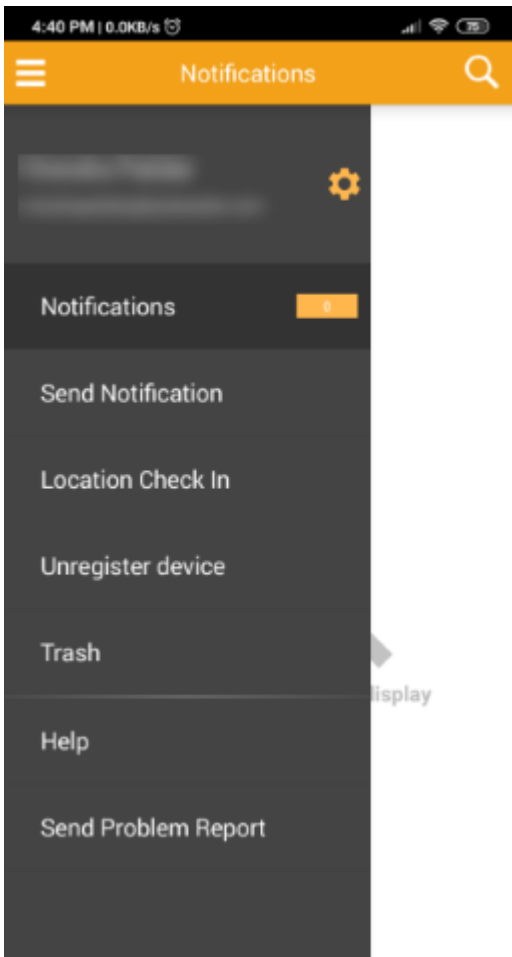 4:40 PM | 0.0KB/s
75
Notifications
Notifications
0
Send Notification
Location Check In
Unregister device
Trash
Help
Send Problem Report